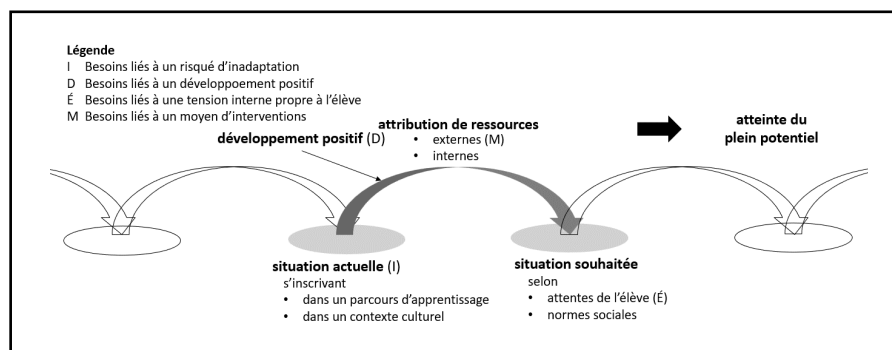 Légende
I Besoins liés à un risqué d'inadaptation
D Besoins liés à un développoement positif
É Besoins liés à une tension interne propre à l'élève
M Besoins liés à un moyen d'interventions
développement positif (D)
attribution de ressources
• externes (M)
• internes
atteinte du
plein potentiel
situation actuelle (I)
s'inscrivant
• dans un parcours d'apprentissage
• dans un contexte culturel
situation souhaitée
selon
• attentes de l'élève (É)
• normes sociales